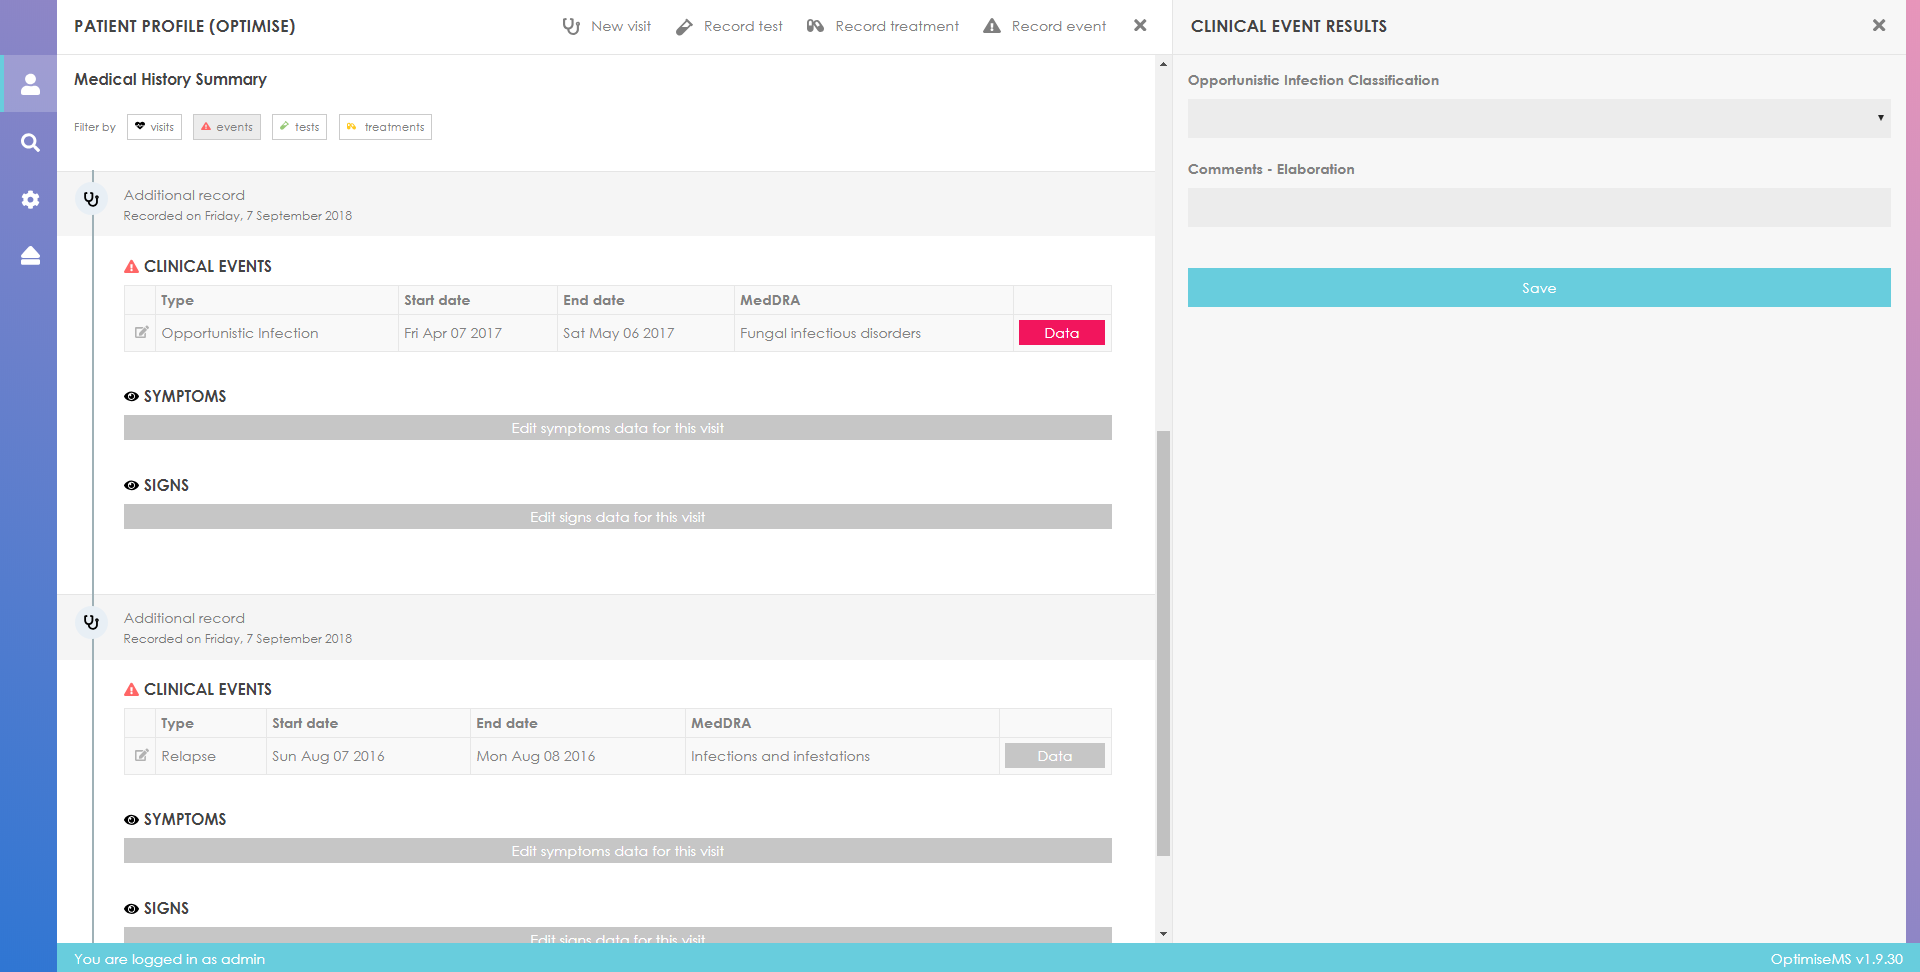 PATIENT PROFILE (OPTIMISE)
New visit
Record test
Record treatment
Record event
CLINICAL EVENT RESULTS
Medical History Summary
Filter by
visits
events
tests
treatments
Additional record
Recorded on Friday, 7 September 2018
CLINICAL EVENTS
Type Start date End date MedDRA
Opportunistic Infection Fri Apr 07 2017 Sat May 06 2017 Fungal infectious disorders Data
SYMPTOMS
Edit symptoms data for this visit
SIGNS
Edit signs data for this visit
Additional record
Recorded on Friday, 7 September 2018
CLINICAL EVENTS
Type Start date End date MedDRA
Relapse Sun Aug 07 2016 Mon Aug 08 2016 Infections and infestations Data
SYMPTOMS
Edit symptoms data for this visit
SIGNS
Edit signs data for this visit
Opportunistic Infection Classification
Comments - Elaboration
Save
You are logged in as admin
OptimiseMS v1.9.30